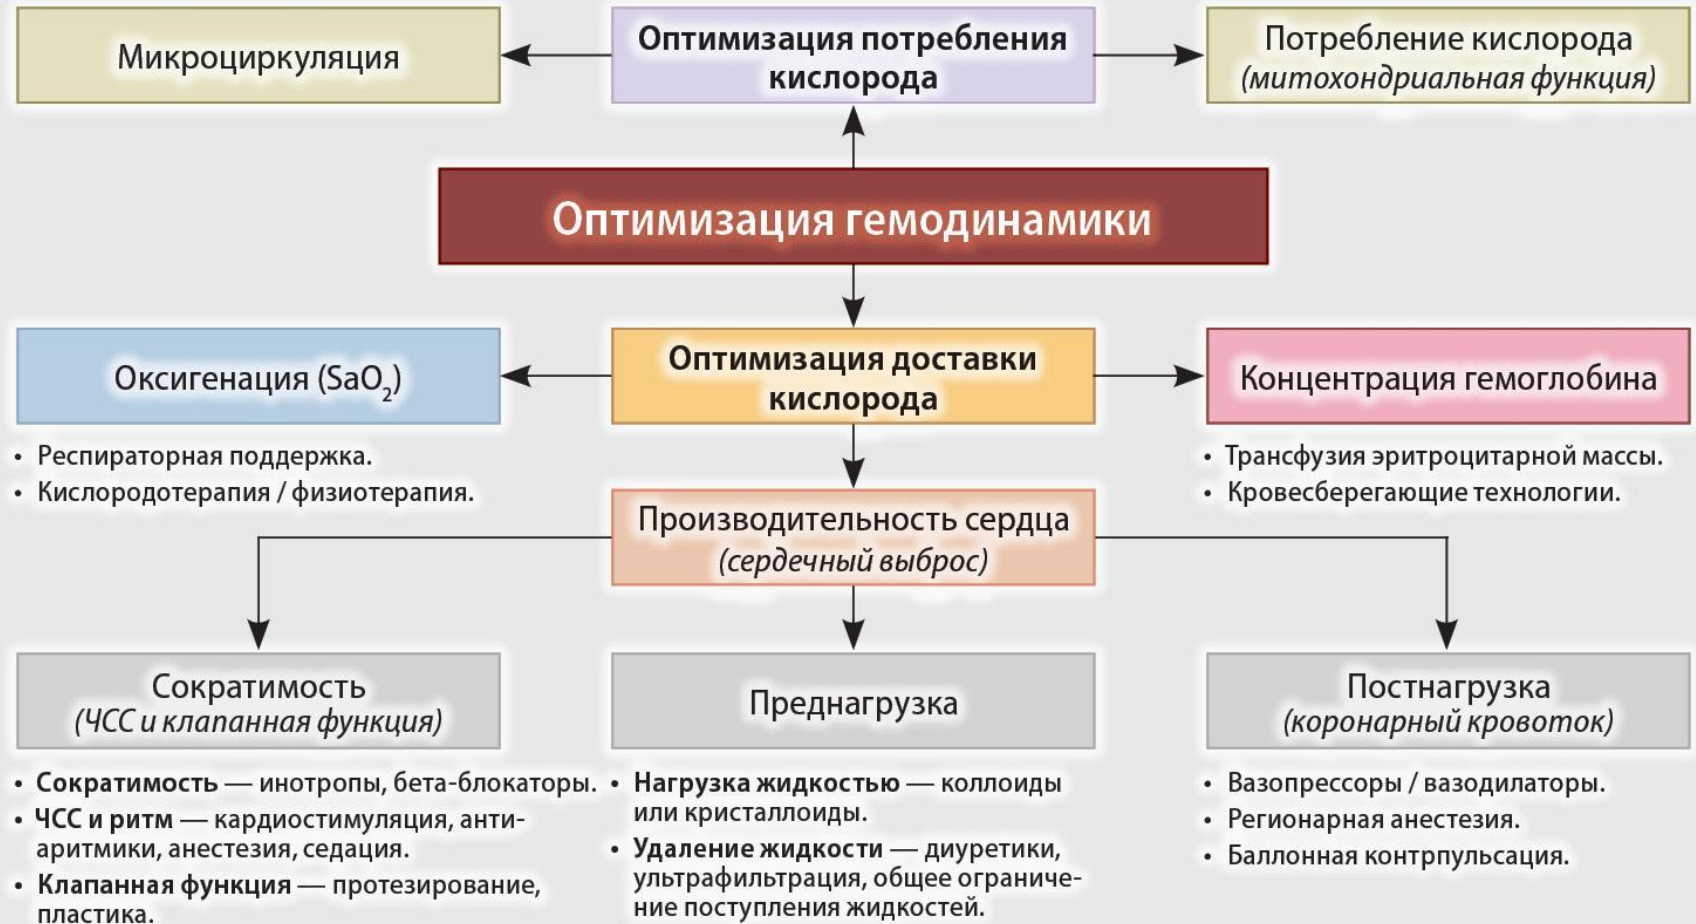 Микроциркуляция
Оптимизация потребления
кислорода
Потребление кислорода
(митохондриальная функция)
Оптимизация гемодинамики
Оксигенация (SaO₂)
• Респираторная поддержка.
• Кислородотерапия / физиотерапия.
Оптимизация доставки
кислорода
Концентрация гемоглобина
• Трансфузия эритроцитарной массы.
• Кровесберегающие технологии.
Производительность сердца
(сердечный выброс)
Сократимость
(ЧСС и клапанная функция)
• Сократимость — инотропы, бета-блокаторы.
• ЧСС и ритм — кардиостимуляция, анти-
аритмики, анестезия, седация.
• Клапанная функция — протезирование,
пластика.
Преднагрузка
• Нагрузка жидкостью — коллоиды
или кристаллоиды.
• Удаление жидкости — диуретики,
ультрафильтрация, общее ограниче-
ние поступления жидкостей.
Постнагрузка
(коронарный кровоток)
• Вазопрессоры / вазодилаторы.
• Регионарная анестезия.
• Баллонная контрпульсация.